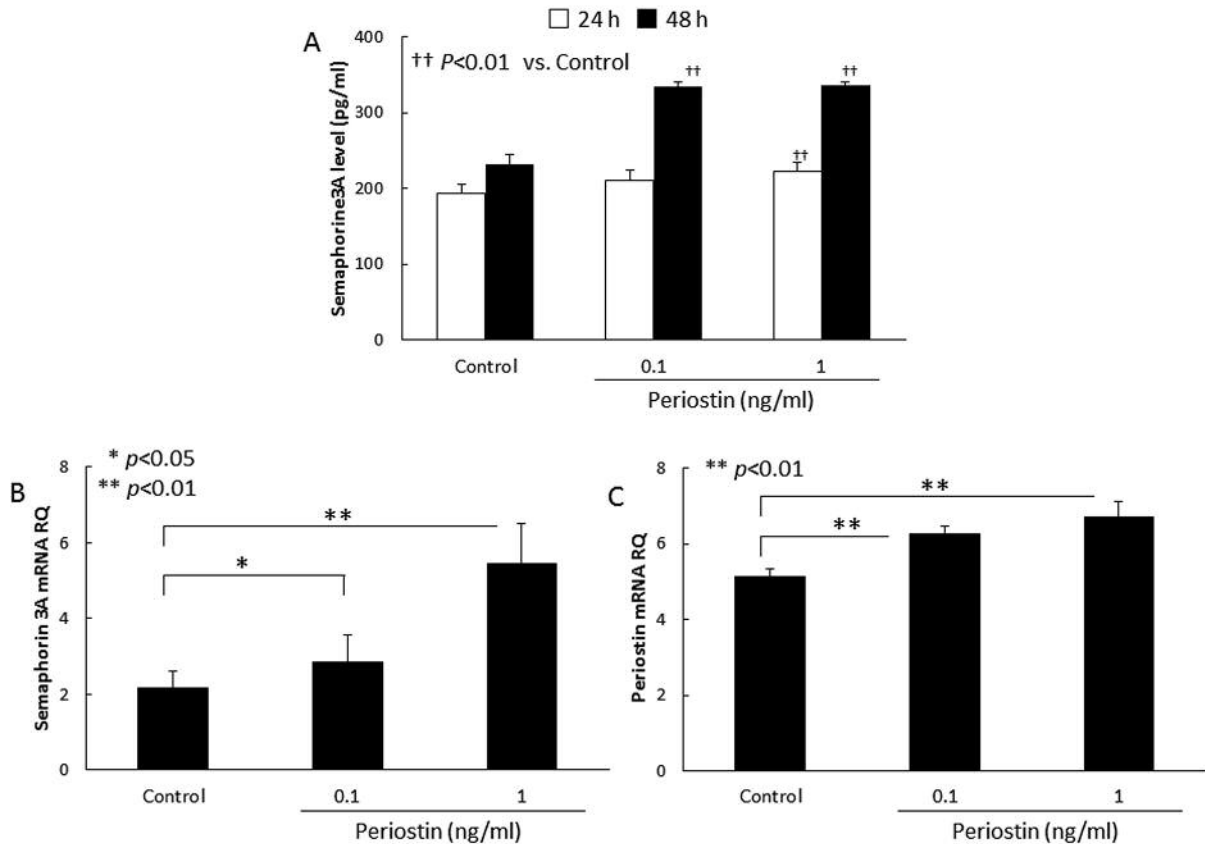 24 h 48 h
A
†† P<0.01 vs. Control
Semaphorine3A level (pg/ml)
400
300
200
100
0
††
††
††
Control 0.1 1
Periostin (ng/ml)
B
* p<0.05
** p<0.01
Semaphorin 3A mRNA RQ
8
6
4
2
0
**
*
Control 0.1 1
Periostin (ng/ml)
C
** p<0.01
Periostin mRNA RQ
8
6
4
2
0
**
**
Control 0.1 1
Periostin (ng/ml)